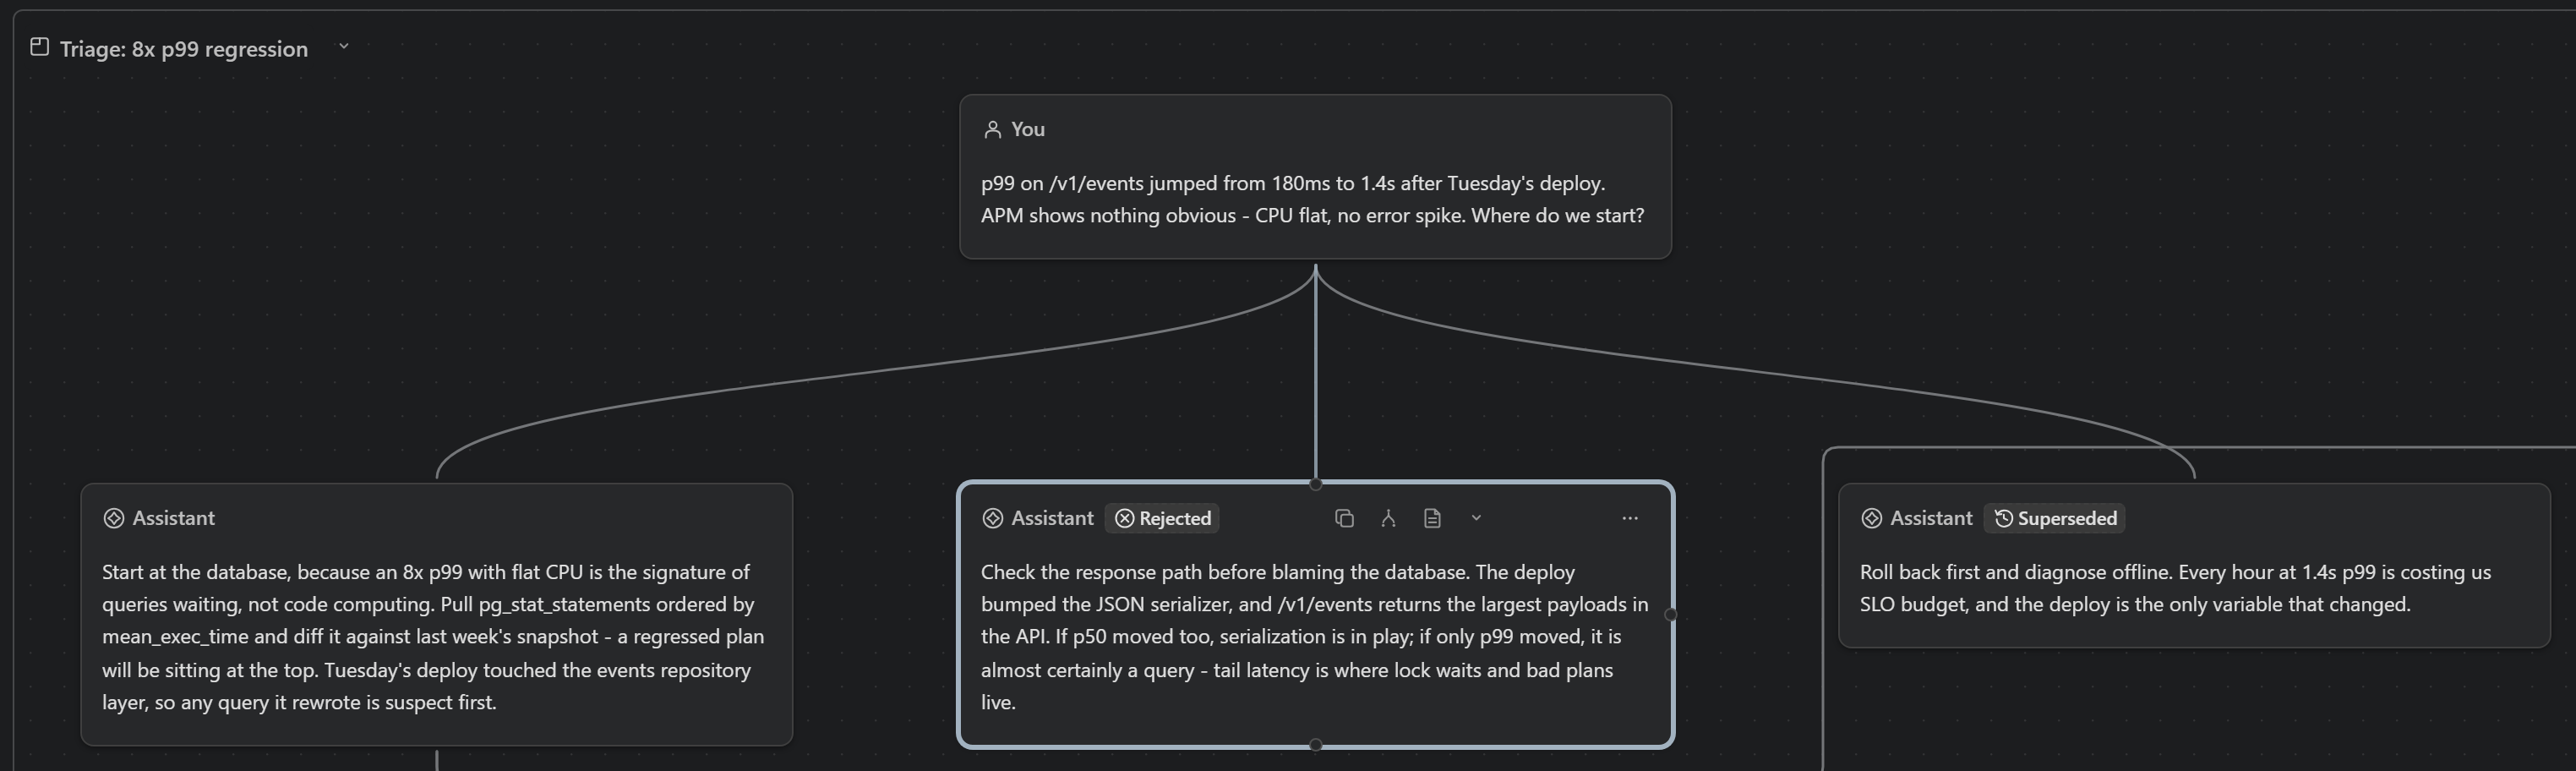 Triage: 8x p99 regression
You
p99 on /v1/events jumped from 180ms to 1.4s after Tuesday's deploy.
APM shows nothing obvious - CPU flat, no error spike. Where do we start?
Assistant
Start at the database, because an 8x p99 with flat CPU is the signature of
queries waiting, not code computing. Pull pg_stat_statements ordered by
mean_exec_time and diff it against last week's snapshot - a regressed plan
will be sitting at the top. Tuesday's deploy touched the events repository
layer, so any query it rewrote is suspect first.
Assistant Rejected
Check the response path before blaming the database. The deploy
bumped the JSON serializer, and /v1/events returns the largest payloads in
the API. If p50 moved too, serialization is in play; if only p99 moved, it is
almost certainly a query - tail latency is where lock waits and bad plans
live.
Assistant Superseded
Roll back first and diagnose offline. Every hour at 1.4s p99 is costing us
SLO budget, and the deploy is the only variable that changed.